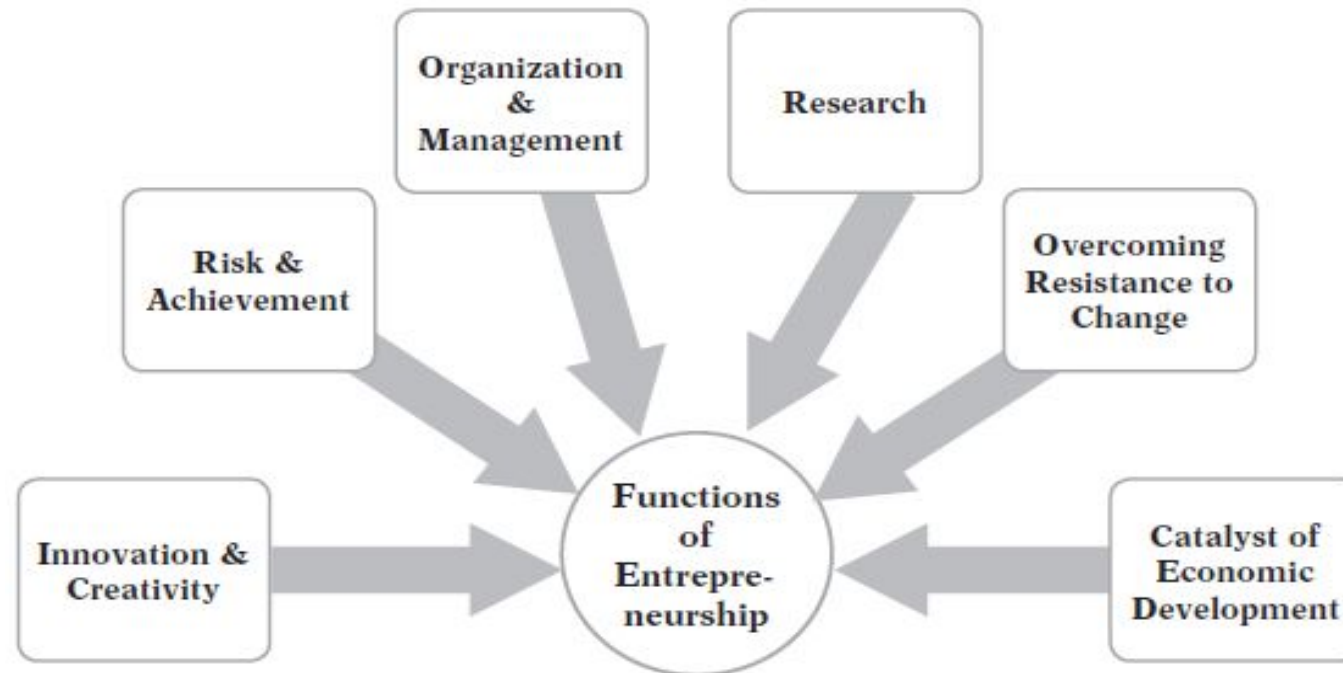 Organization
&
Management
Research
Risk &
Achievement
Overcoming
Resistance to
Change
Innovation &
Creativity
Functions
of
Entrepre-
neurship
Catalyst of
Economic
Development